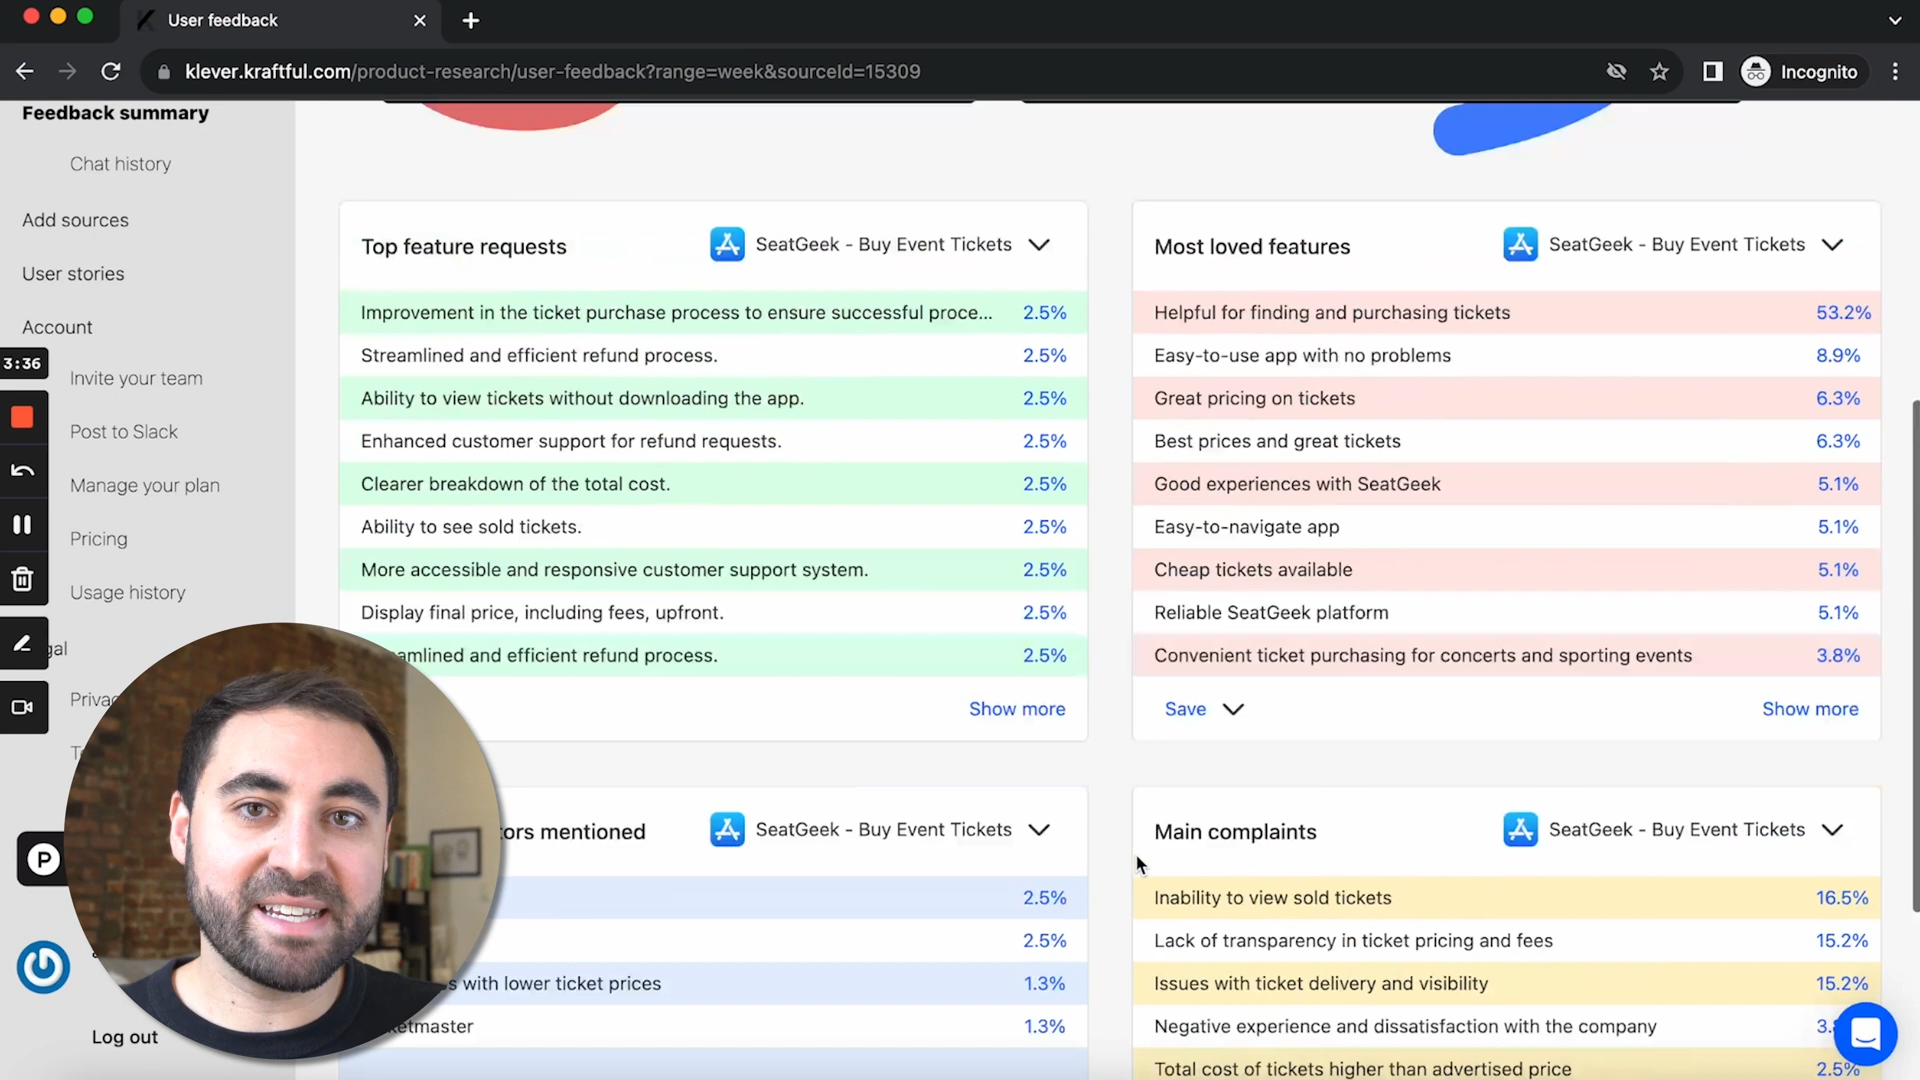 User feedback
klever.kraftful.com/product-research/user-feedback?range=week&sourceId=15309
Incognito
Feedback summary
Chat history
Add sources
User stories
Account
3:36
Invite your team
Post to Slack
Manage your plan
Pricing
Usage history
gal
Priva
P
Log out
Top feature requests
SeatGeek - Buy Event Tickets
Improvement in the ticket purchase process to ensure successful proce... 2.5%
Streamlined and efficient refund process. 2.5%
Ability to view tickets without downloading the app. 2.5%
Enhanced customer support for refund requests. 2.5%
Clearer breakdown of the total cost. 2.5%
Ability to see sold tickets. 2.5%
More accessible and responsive customer support system. 2.5%
Display final price, including fees, upfront. 2.5%
amlined and efficient refund process. 2.5%
Show more
Most loved features
SeatGeek - Buy Event Tickets
Helpful for finding and purchasing tickets 53.2%
Easy-to-use app with no problems 8.9%
Great pricing on tickets 6.3%
Best prices and great tickets 6.3%
Good experiences with SeatGeek 5.1%
Easy-to-navigate app 5.1%
Cheap tickets available 5.1%
Reliable SeatGeek platform 5.1%
Convenient ticket purchasing for concerts and sporting events 3.8%
Save
Show more
tors mentioned
SeatGeek - Buy Event Tickets
2.5%
2.5%
s with lower ticket prices 1.3%
etmaster 1.3%
Main complaints
SeatGeek - Buy Event Tickets
Inability to view sold tickets 16.5%
Lack of transparency in ticket pricing and fees 15.2%
Issues with ticket delivery and visibility 15.2%
Negative experience and dissatisfaction with the company 3.
Total cost of tickets higher than advertised price 2.5%